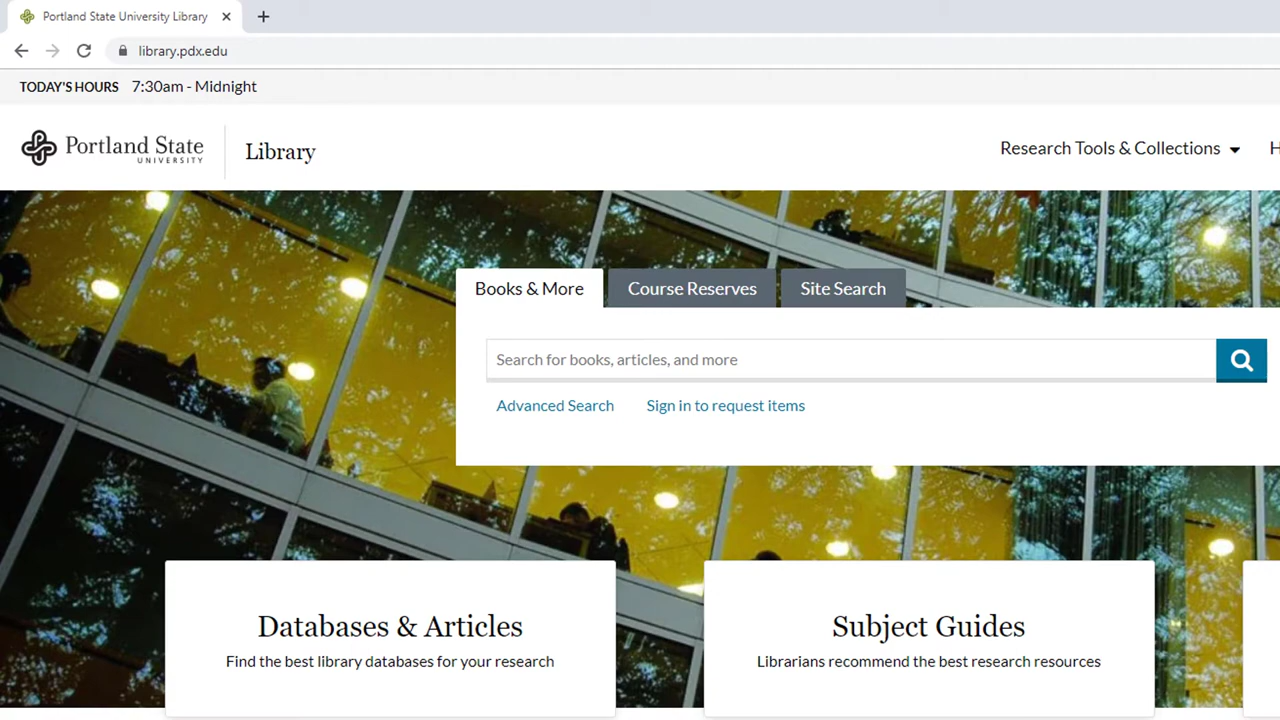 Portland State University Library
library.pdx.edu
TODAY'S HOURS 7:30am - Midnight
Portland State
UNIVERSITY
Library
Research Tools & Collections
H
Books & More
Course Reserves
Site Search
Search for books, articles, and more
Advanced Search
Sign in to request items
Databases & Articles
Find the best library databases for your research
Subject Guides
Librarians recommend the best research resources